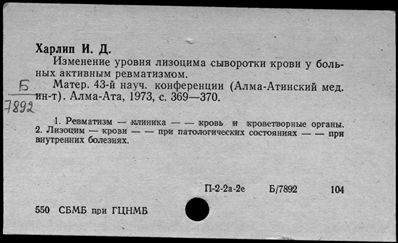 Харлип И. Д.
Изменение уровня лизоцима сыворотки крови у боль-
ных активным ревматизмом.
Матер. 43-й науч. конференции (Алма-Атинский мед.
ин-т). Алма-Ата, 1973, с. 369—370.
Б
7892
1. Ревматизм — клиника — — кровь и кроветворные органы.
2. Лизоцим — крови — — при патологических состояниях — — при
внутренних болезнях.
П-2-2а-2е Б/7892 104
550 СБМБ при ГЦНМБ